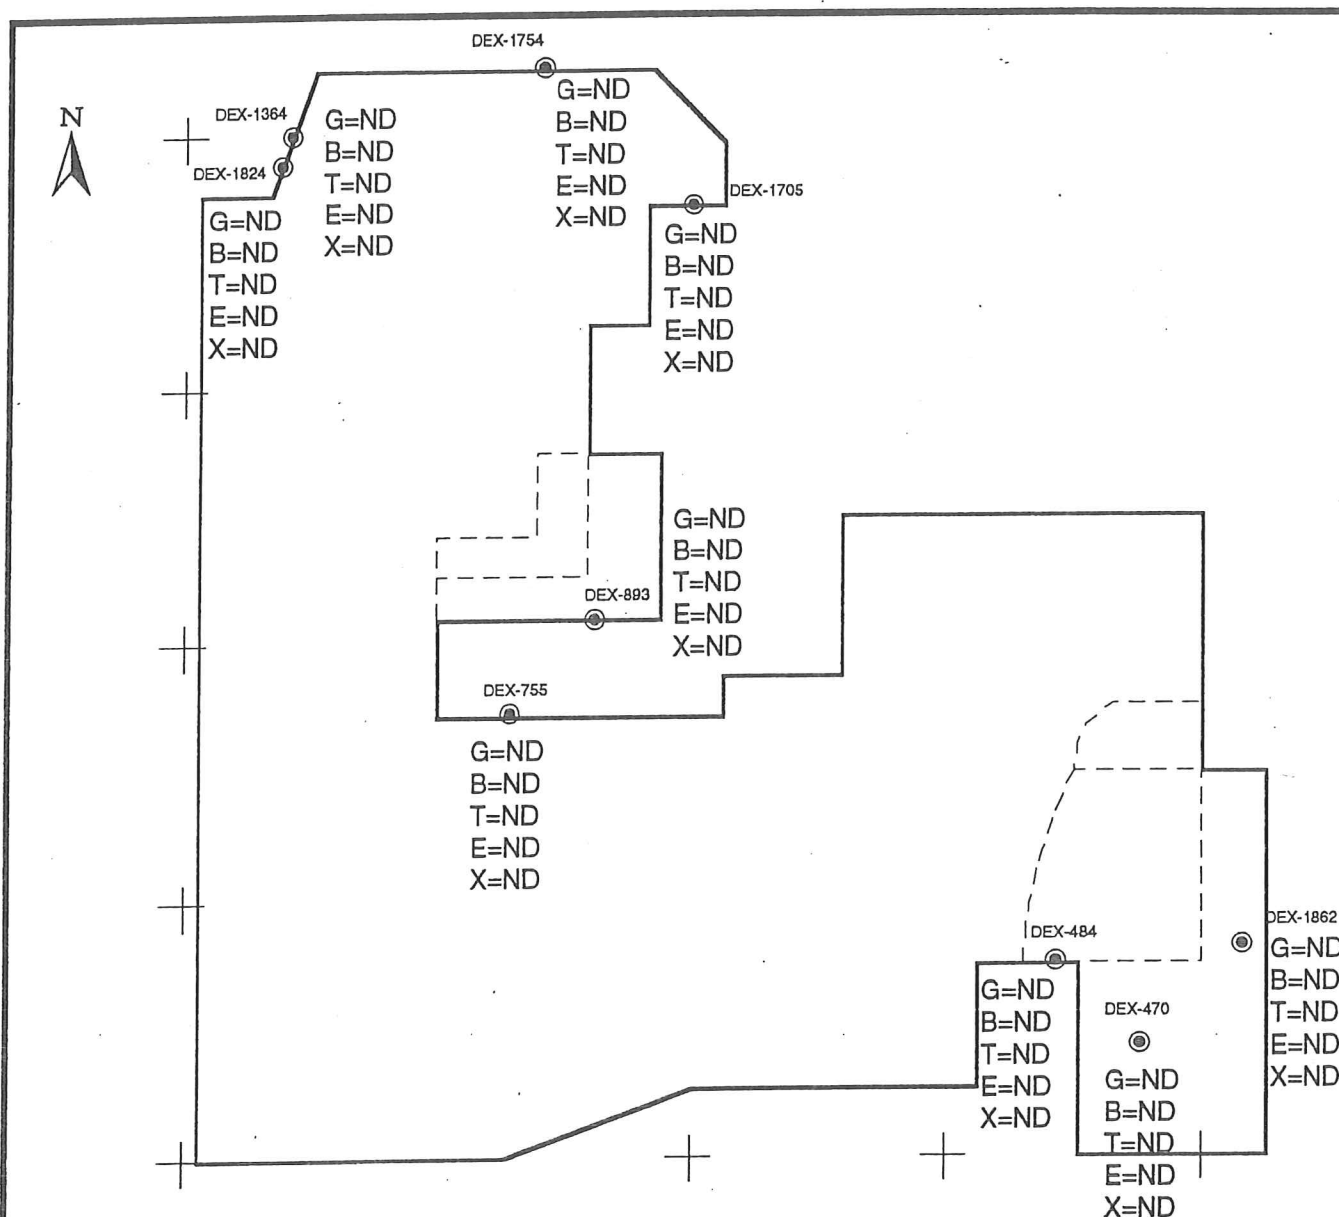 DEX-1754
G=ND
B=ND
T=ND
E=ND
X=ND
N
DEX-1364
G=ND
B=ND
T=ND
E=ND
X=ND
DEX-1824
G=ND
B=ND
T=ND
E=ND
X=ND
DEX-1705
G=ND
B=ND
T=ND
E=ND
X=ND
DEX-893
G=ND
B=ND
T=ND
E=ND
X=ND
DEX-755
G=ND
B=ND
T=ND
E=ND
X=ND
DEX-484
G=ND
B=ND
T=ND
E=ND
X=ND
DEX-1862
G=ND
B=ND
T=ND
E=ND
X=ND
DEX-470
G=ND
B=ND
T=ND
E=ND
X=ND